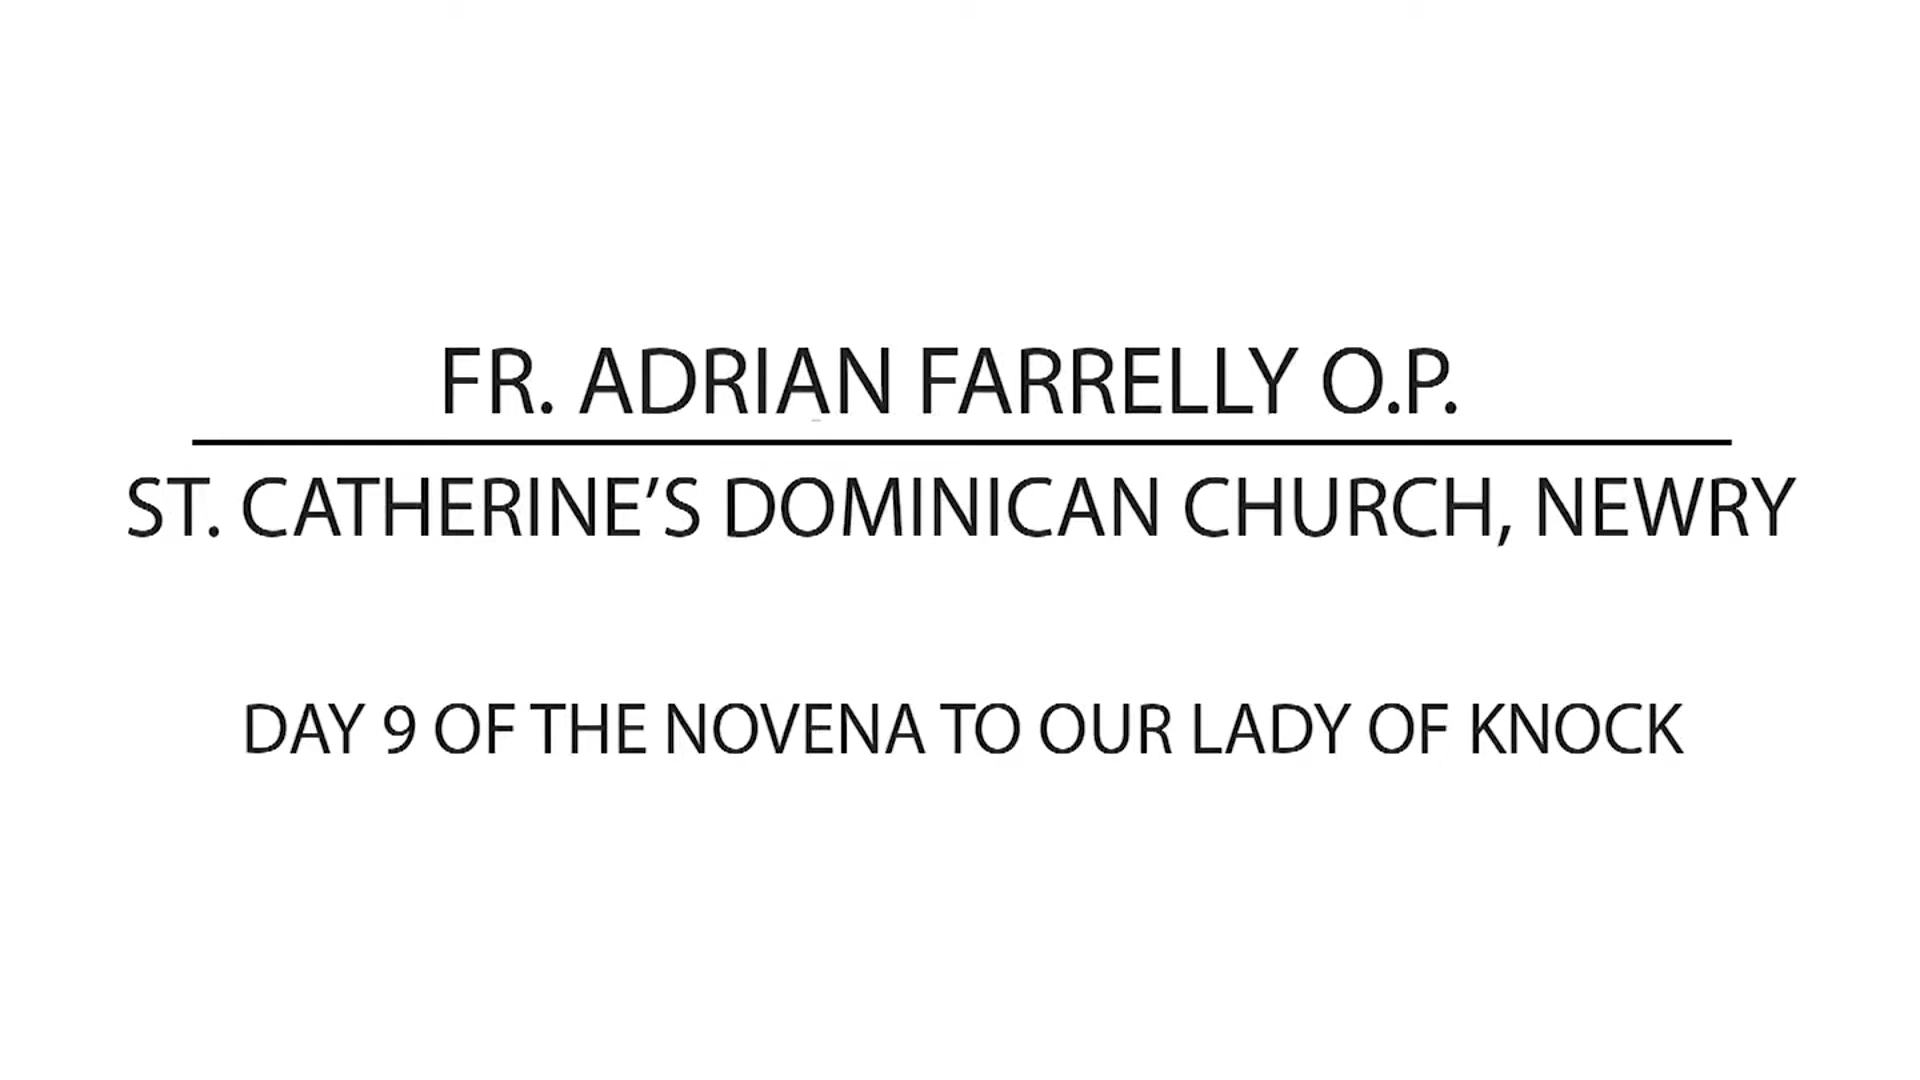 FR. ADRIAN FARRELLY O.P.
ST. CATHERINE’S DOMINICAN CHURCH, NEWRY
DAY 9 OF THE NOVENA TO OUR LADY OF KNOCK